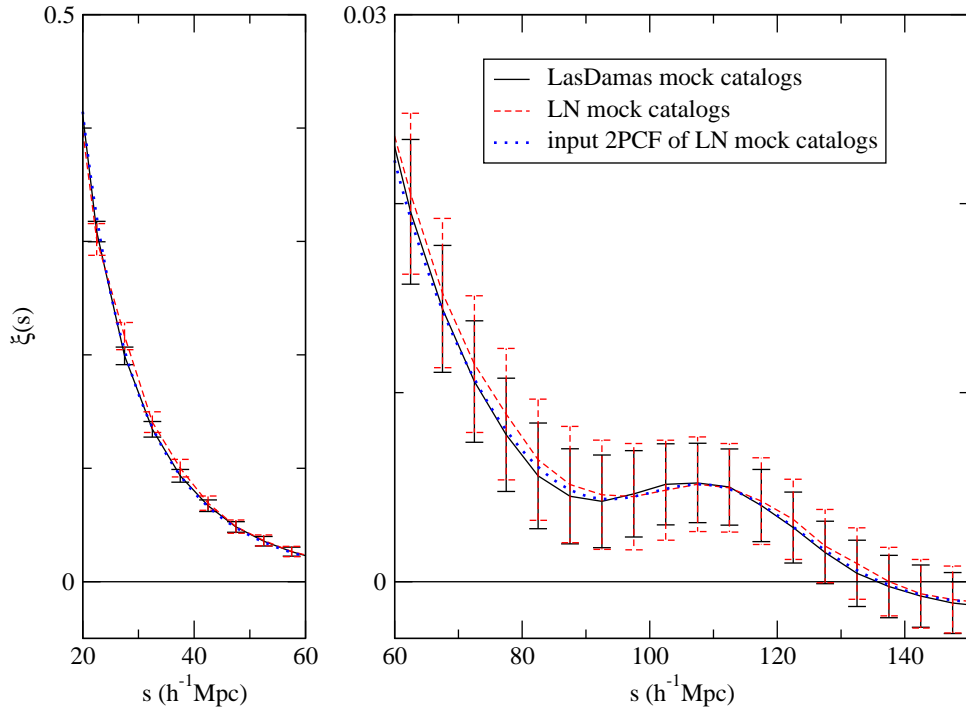 0.5
0
ξ(s)
20
40
60
s (h⁻¹Mpc)
0.03
0
LasDamas mock catalogs
LN mock catalogs
input 2PCF of LN mock catalogs
60
80
100
120
140
s (h⁻¹Mpc)